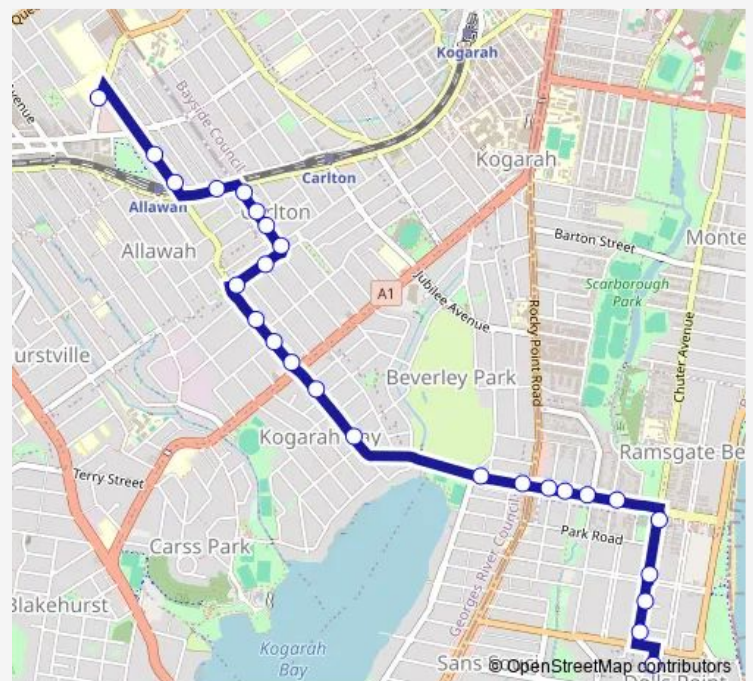 Kogarah
Avenue
Bayside Council
Kogarah
Carlton
Allawah
Allawah
Barton Street
Monte
Jubilee Avenue
Scarborough
Park
A1
Rocky Point Road
Chuter Avenue
urstville
Beverley Park
Kogarah Bay
Ramsgate Be
Terry Street
Park Road
Carss Park
Georges River Council
Blakehurst
Kogarah
Bay
© OpenStreetMap contributors